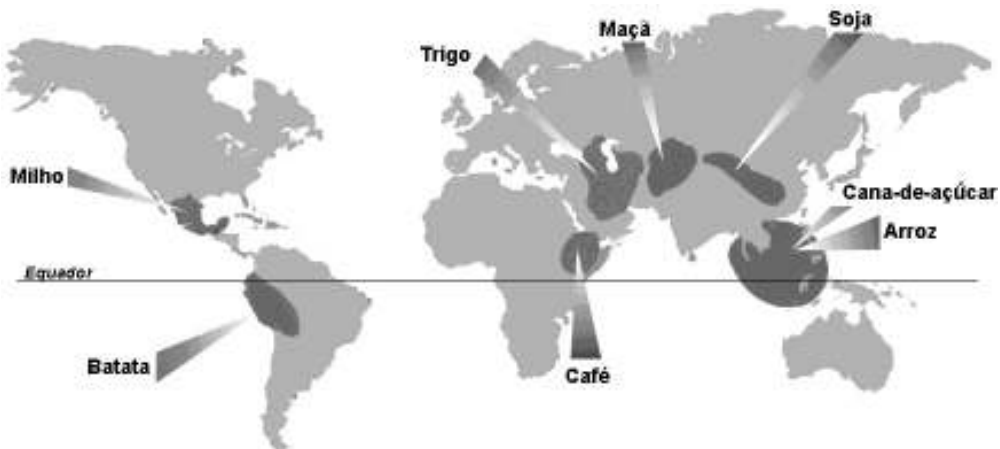 Soja
Maçã
Trigo
Milho
Cana-de-açúcar
Arroz
Equador
Batata
Café